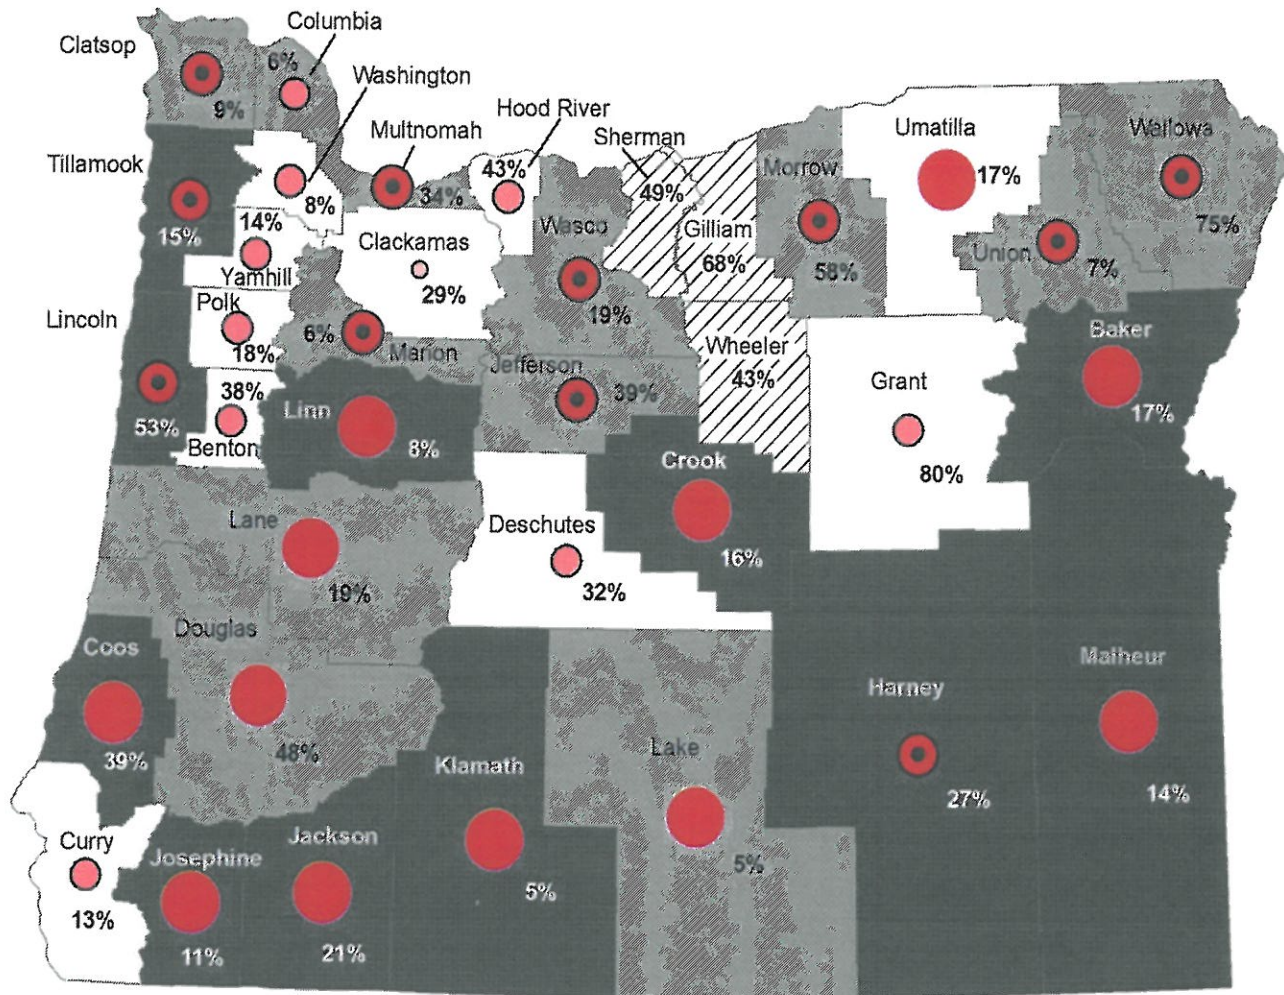 Columbia
Clatsop
6%
Washington
9%
Hood River
Multnomah
Sherman
Umatilla
Wallowa
Tillamook
43%
Morrow
17%
8%
34%
49%
14%
15%
Wasco
Gilliam
75%
Clackamas
Union
7%
Yamhill
29%
68%
58%
Polk
Lincoln
6%
19%
Baker
18%
Marion
Wheeler
Jefferson
43%
Grant
38%
39%
53%
Linn
17%
Benton
8%
Crook
80%
Lane
Deschutes
16%
19%
32%
Douglas
Coos
Malheur
Harney
39%
48%
Lake
Klamath
27%
14%
Curry
Josephine
Jackson
5%
5%
13%
11%
21%